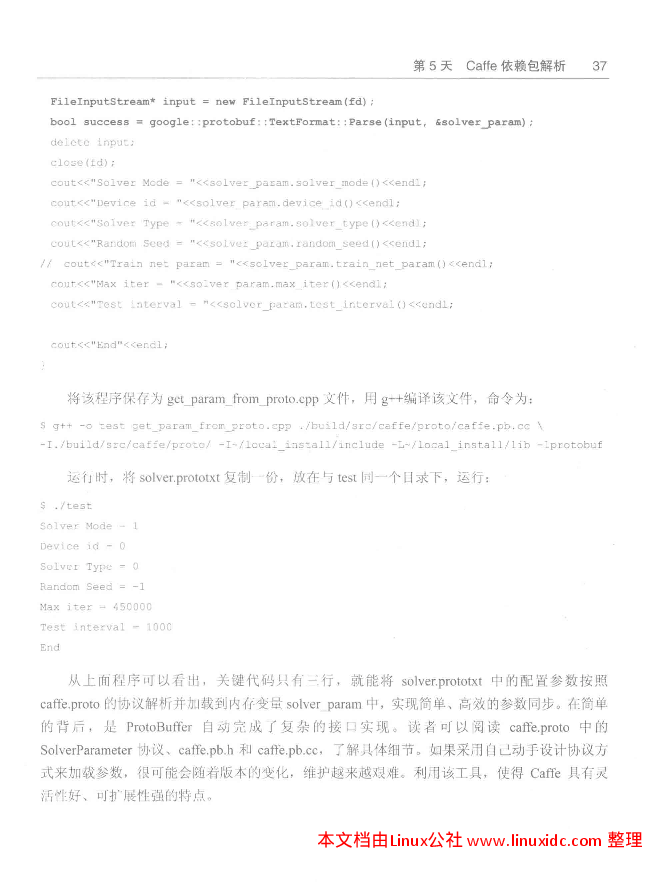 第 5 天 Caffe 依赖包解析 37
FileInputStream* input = new FileInputStream(fd);
bool success = google::protobuf::TextFormat::Parse(input, &solver_param);
delete input;
close(fd);
cout<<"Solver Mode = "<<solver_param.solver_mode()<<endl;
cout<<"Device id = "<<solver_param.device_id()<<endl;
cout<<"Solver Type = "<<solver_param.solver_type()<<endl;
cout<<"Random Seed = "<<solver_param.random_seed()<<endl;
// cout<<"Train net param = "<<solver_param.train_net_param()<<endl;
cout<<"Max iter = "<<solver_param.max_iter()<<endl;
cout<<"Test interval = "<<solver_param.test_interval()<<endl;
cout<<"End"<<endl;
}
将该程序保存为 get_param_from_proto.cpp 文件，用 g++编译该文件，命令为：
$ g++ -o test get_param_from_proto.cpp ./build/src/caffe/proto/caffe.pb.cc \
-I./build/src/caffe/proto/ -I~/local_install/include -L~/local_install/lib -lprotobuf
运行时，将 solver.prototxt 复制一份，放在与 test 同一个目录下，运行：
$ ./test
Solver Mode = 1
Device id = 0
Solver Type = 0
Random Seed = -1
Max iter = 450000
Test interval = 1000
End
从上面程序可以看出，关键代码只有三行，就能将 solver.prototxt 中的配置参数按照
caffe.proto 的协议解析并加载到内存变量 solver_param 中，实现简单、高效的参数同步。在简单
的背后，是 ProtoBuffer 自动完成了复杂的接口实现。读者可以阅读 caffe.proto 中的
SolverParameter 协议、caffe.pb.h 和 caffe.pb.cc，了解具体细节。如果采用自己动手设计协议方
式来加载参数，很可能会随着版本的变化，维护越来越艰难。利用该工具，使得 Caffe 具有灵
活性好、可扩展性强的特点。
本文档由Linux公社 www.linuxidc.com 整理